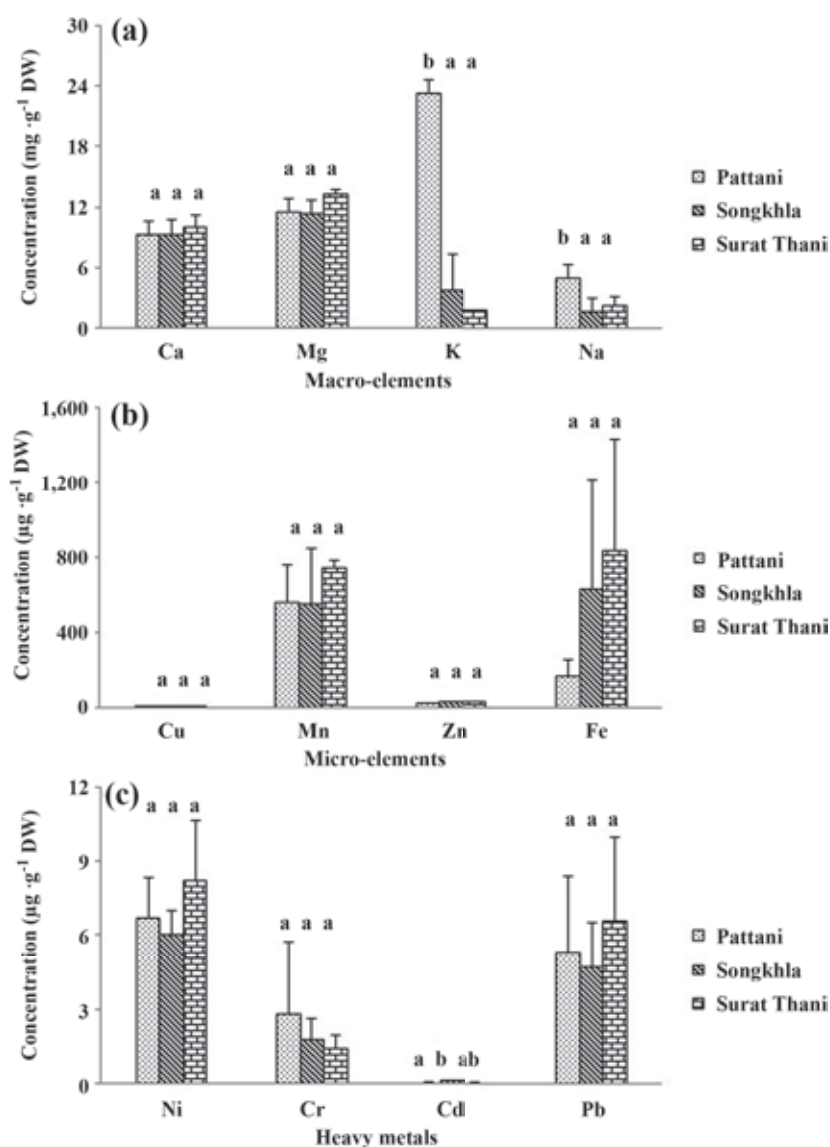 (a)
Concentration (mg ·g⁻¹ DW)
30
24
18
12
6
0
a a a
a a a
b a a
b a a
Ca Mg K Na
Macro-elements
Pattani
Songkhla
Surat Thani
(b)
Concentration (µg ·g⁻¹ DW)
1,600
1,200
800
400
0
a a a
a a a
a a a
a a a
Cu Mn Zn Fe
Micro-elements
Pattani
Songkhla
Surat Thani
(c)
Concentration (µg ·g⁻¹ DW)
12
9
6
3
0
a a a
a a a
a b ab
a a a
Ni Cr Cd Pb
Heavy metals
Pattani
Songkhla
Surat Thani